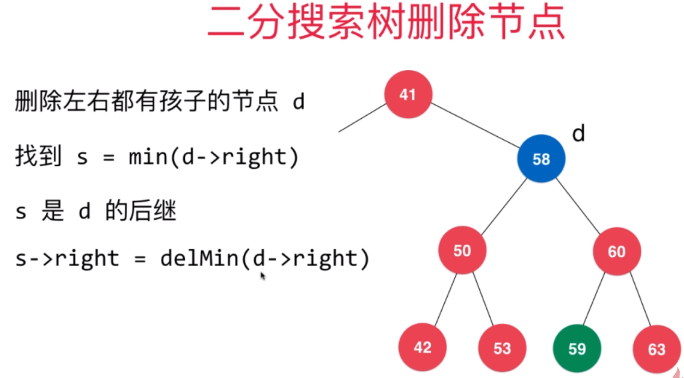 二分搜索树删除节点
删除左右都有孩子的节点 d
找到 s = min(d->right)
s 是 d 的后继
s->right = delMin(d->right)
41
d
58
50
60
42
53
59
63